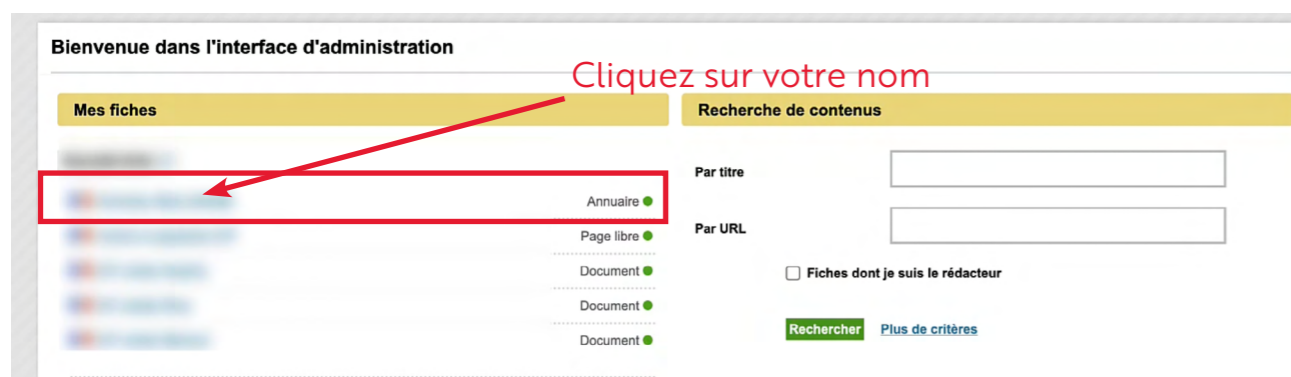 Bienvenue dans l'interface d'administration
Cliquez sur votre nom
Mes fiches
Annuaire
Page libre
Document
Document
Document
Recherche de contenus
Par titre
Par URL
Fiches dont je suis le rédacteur
Rechercher Plus de critères